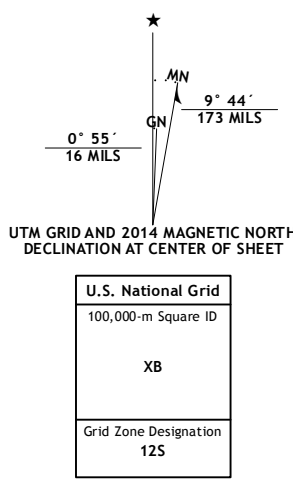 ★
MN
GN
9° 44´
173 MILS
0° 55´
16 MILS
UTM GRID AND 2014 MAGNETIC NORTH
DECLINATION AT CENTER OF SHEET
U.S. National Grid
100,000-m Square ID
XB
Grid Zone Designation
12S